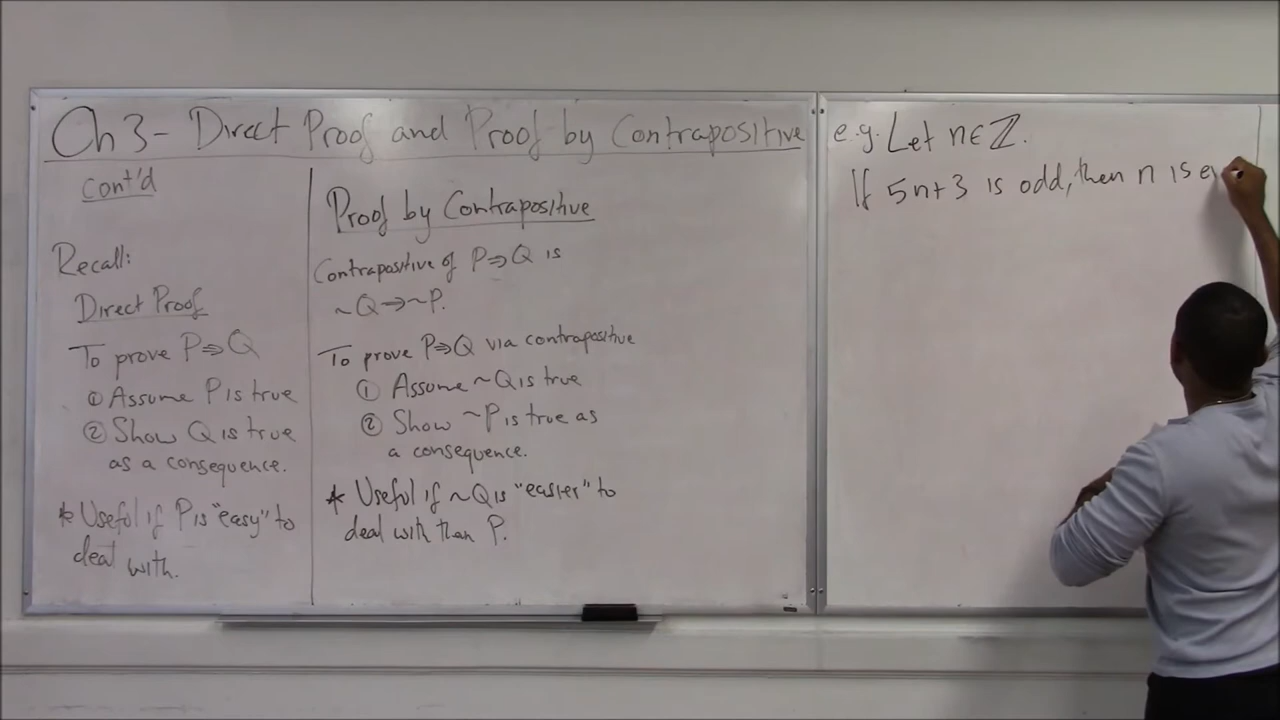 Ch 3 - Direct Proof and Proof by Contrapositive
cont'd
Recall:
Direct Proof
To prove P⇒Q
① Assume P is true
② Show Q is true
as a consequence.
* Useful if P is "easy" to
deal with.
Proof by Contrapositive
Contrapositive of P⇒Q is
~Q⇒~P.
To prove P⇒Q via contrapositive
① Assume ~Q is true
② Show ~P is true as
a consequence.
* Useful if ~Q is "easier" to
deal with than P.
e.g. Let n∈ℤ.
If 5n+3 is odd, then n is ev